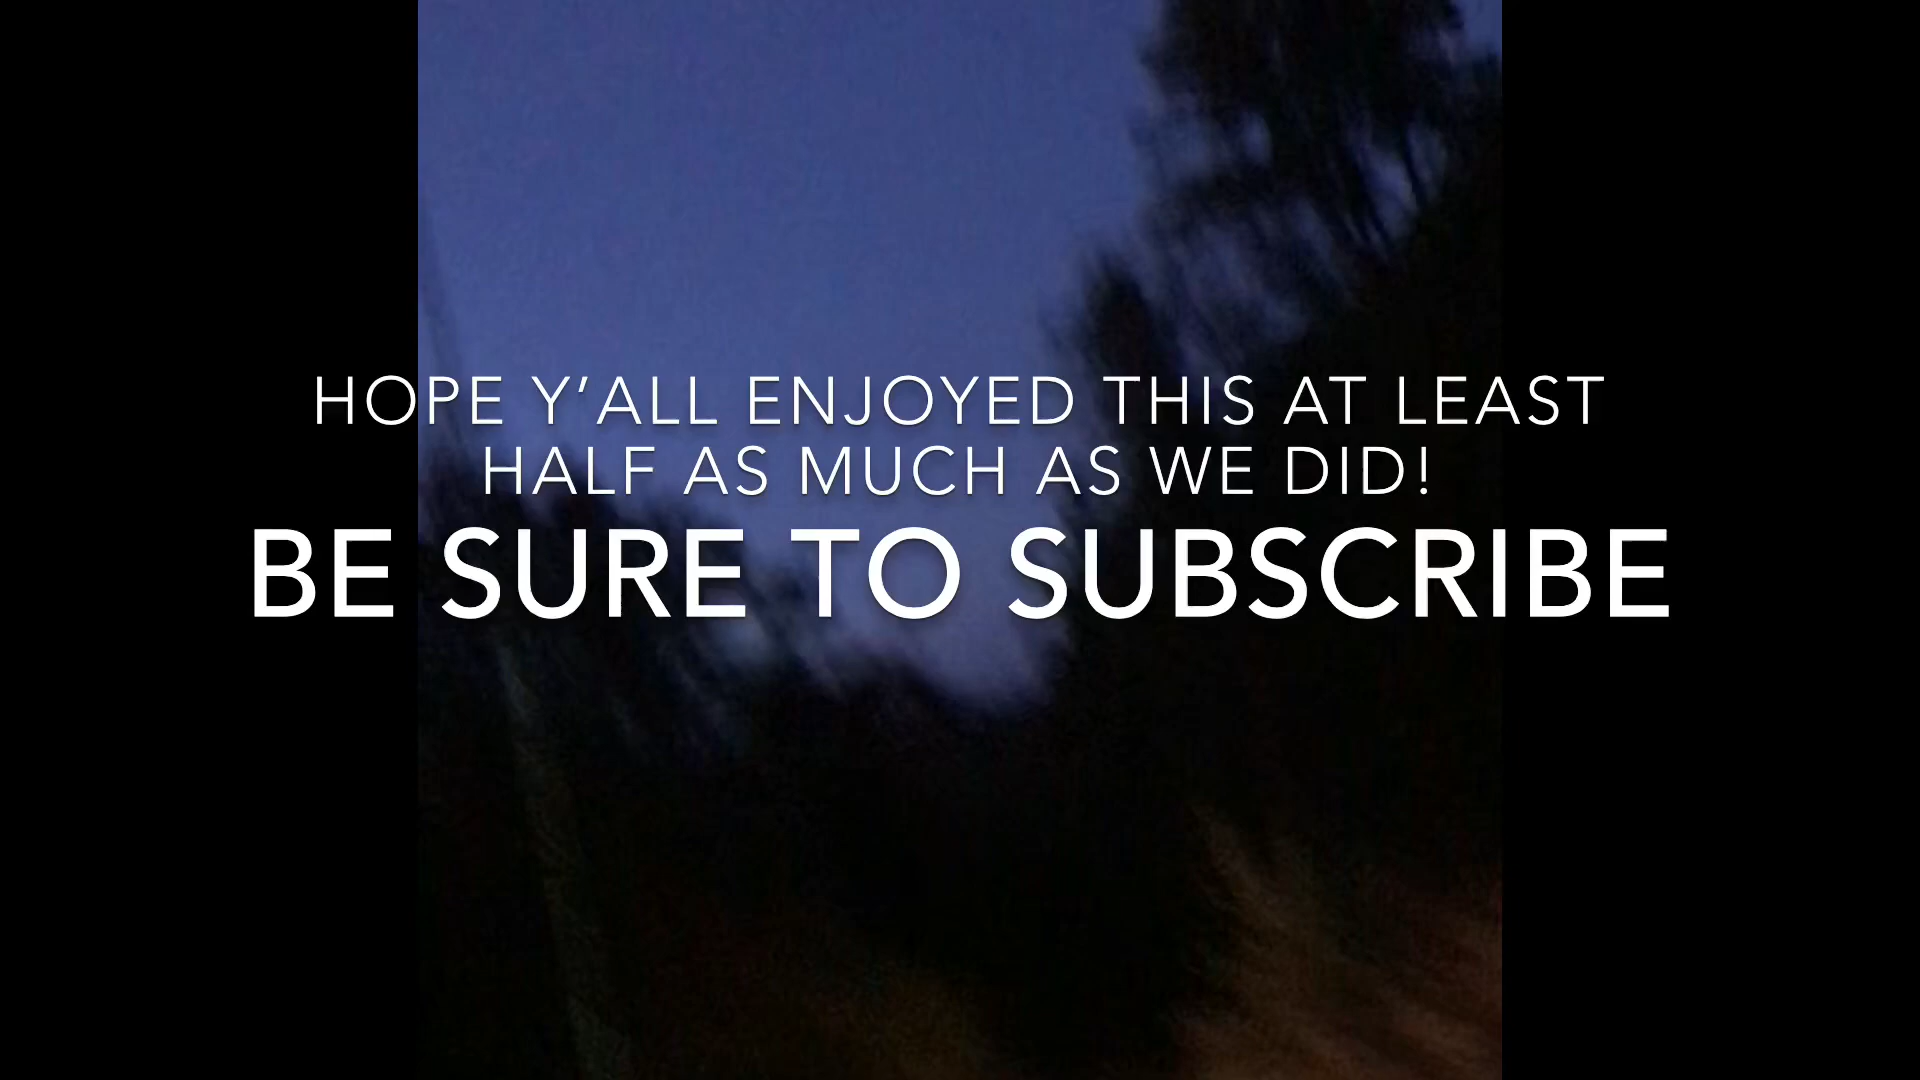 HOPE Y’ALL ENJOYED THIS AT LEAST
HALF AS MUCH AS WE DID!
BE SURE TO SUBSCRIBE